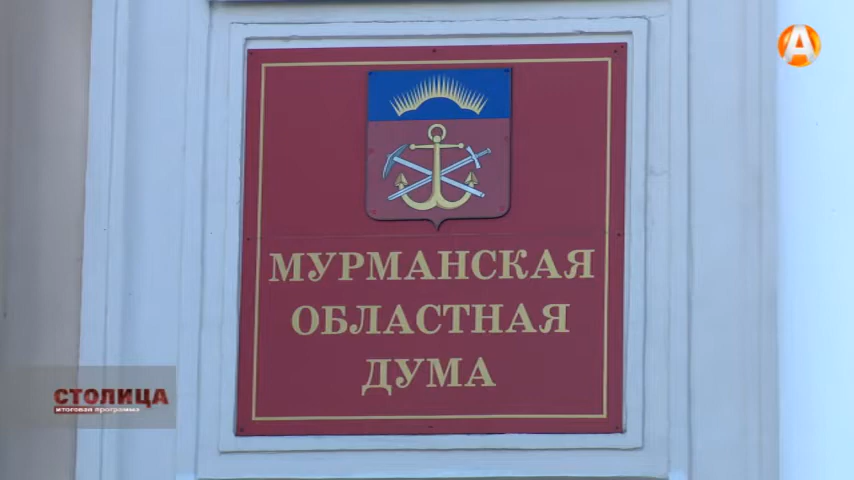 МУРМАНСКАЯ
ОБЛАСТНАЯ
ДУМА
СТОЛИЦА
итоговая программа
А